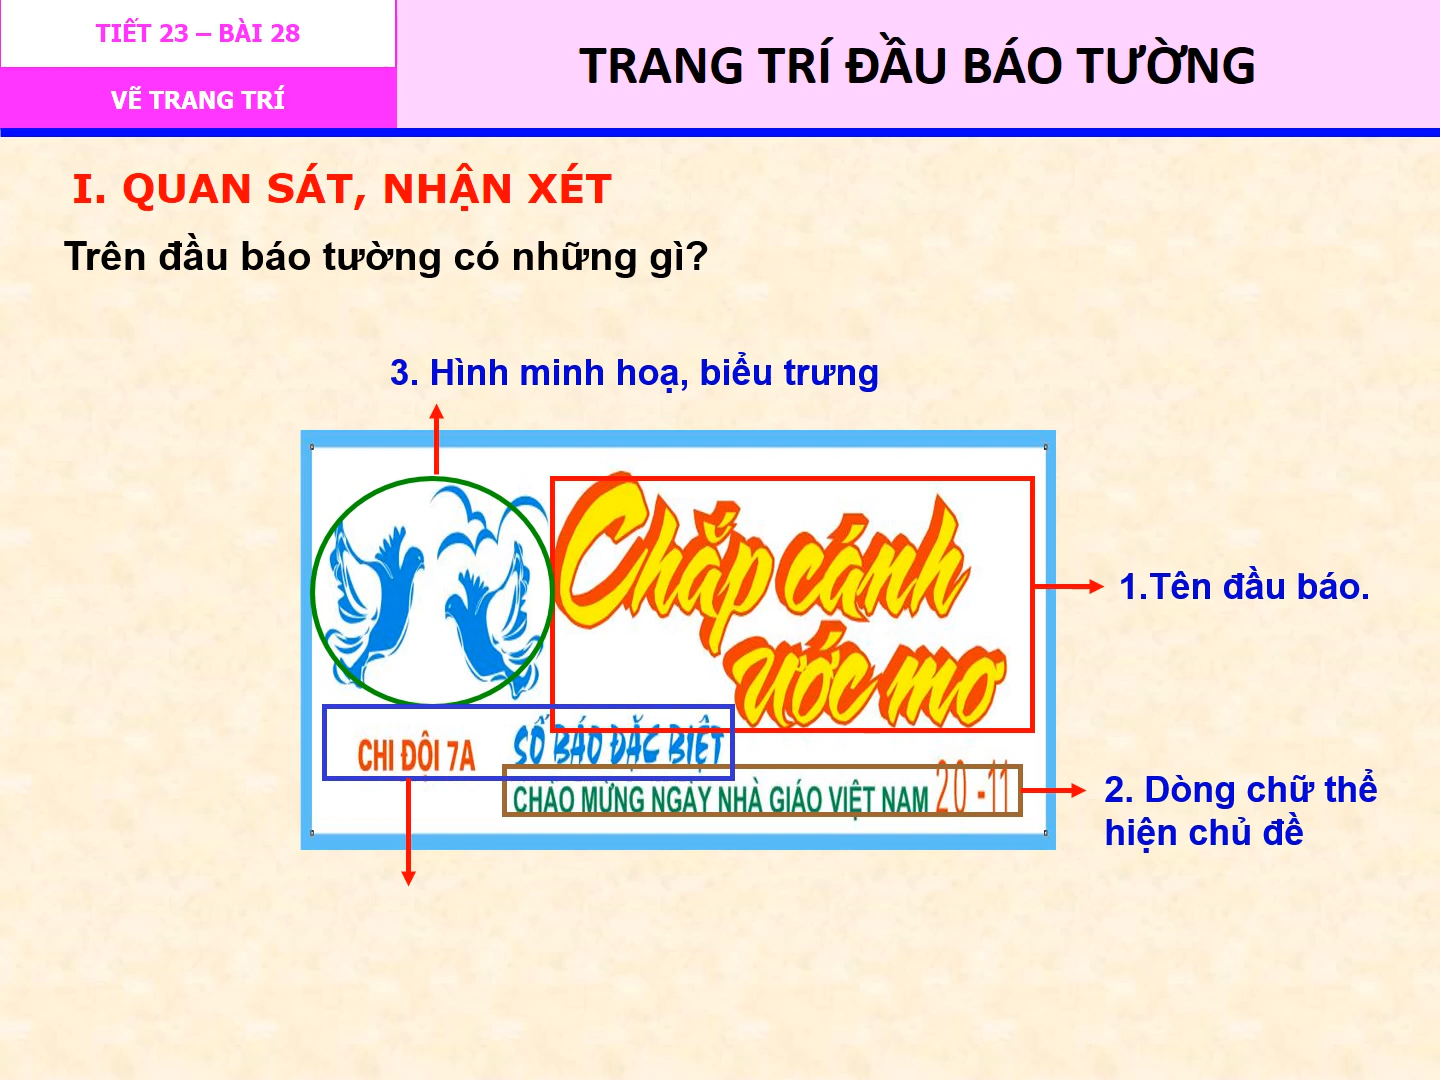 TIẾT 23 – BÀI 28
VẼ TRANG TRÍ
TRANG TRÍ ĐẦU BÁO TƯỜNG
I. QUAN SÁT, NHẬN XÉT
Trên đầu báo tường có những gì?
3. Hình minh hoạ, biểu trưng
Chắp cánh
ước mơ
1.Tên đầu báo.
CHI ĐỘI 7A
SỐ BÁO ĐẶC BIỆT
CHÀO MỪNG NGÀY NHÀ GIÁO VIỆT NAM 20 -11
2. Dòng chữ thể
hiện chủ đề